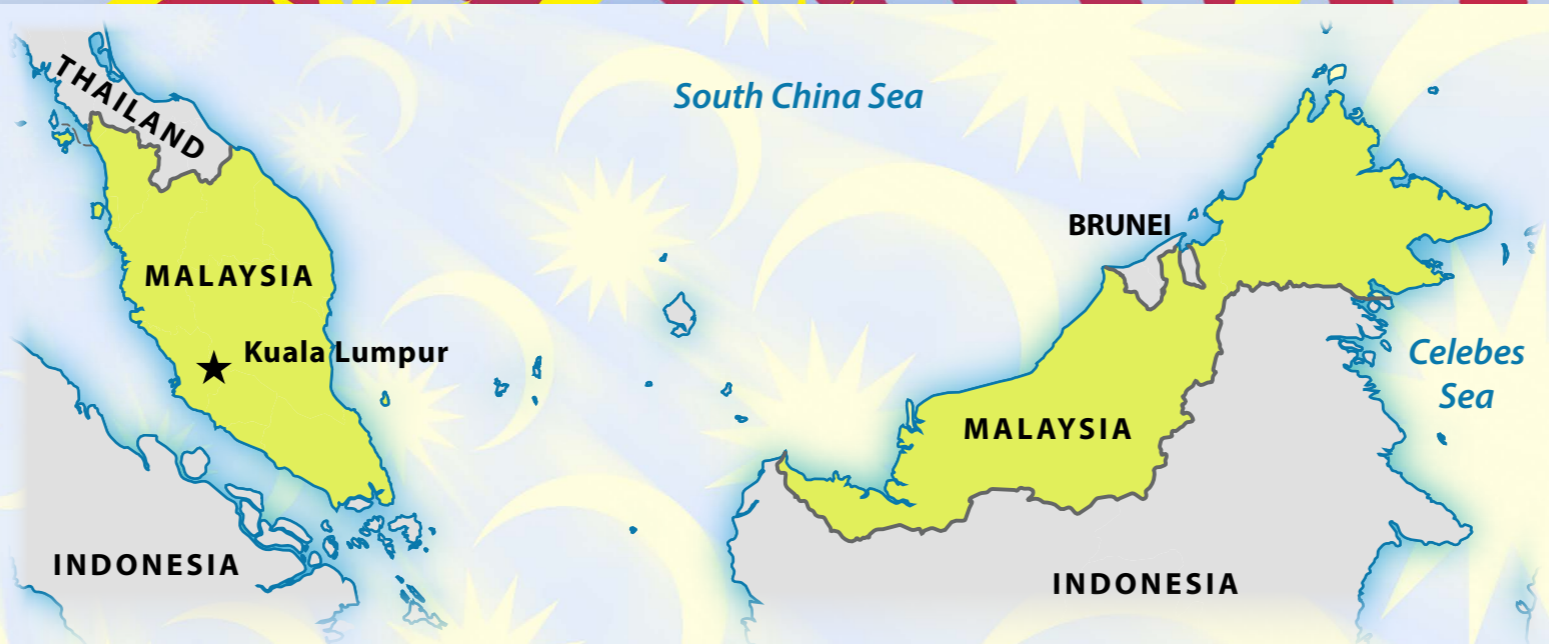 THAILAND
South China Sea
BRUNEI
MALAYSIA
Kuala Lumpur
Celebes
Sea
MALAYSIA
INDONESIA
INDONESIA